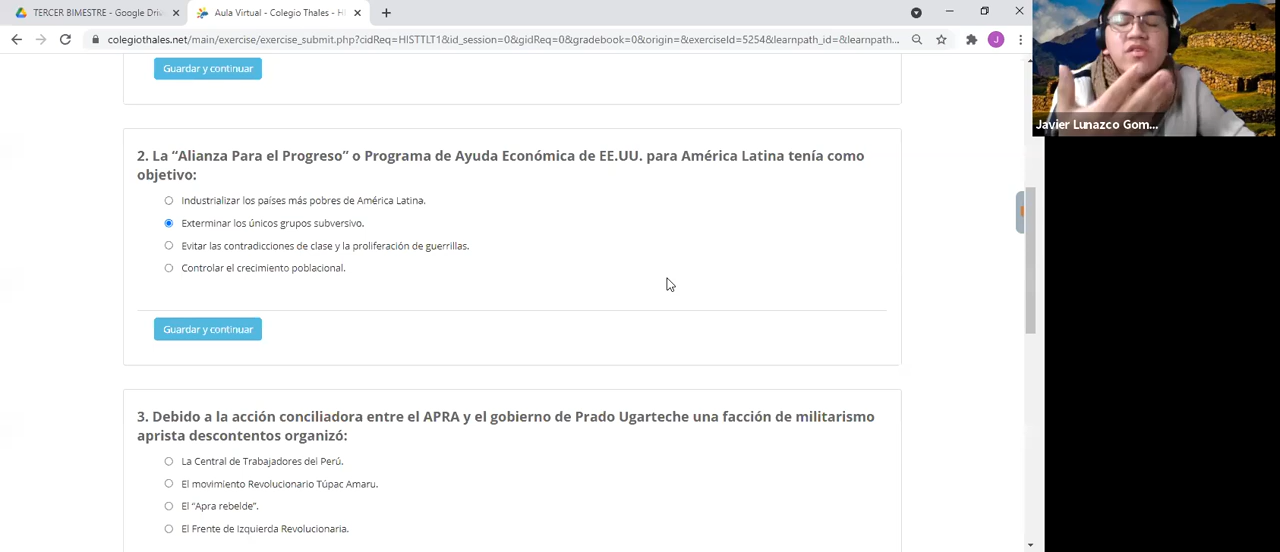 TERCER BIMESTRE - Google Driv
Aula Virtual - Colegio Thales - H
colegiothales.net/main/exercise/exercise_submit.php?cidReq=HISTTLT1&id_session=0&gidReq=0&gradebook=0&origin=&exerciseId=5254&learnpath_id=&learnpath...
J
Javier Lunazco Gom...
Guardar y continuar
2. La “Alianza Para el Progreso” o Programa de Ayuda Económica de EE.UU. para América Latina tenía como
objetivo:
Industrializar los países más pobres de América Latina.
Exterminar los únicos grupos subversivo.
Evitar las contradicciones de clase y la proliferación de guerrillas.
Controlar el crecimiento poblacional.
Guardar y continuar
3. Debido a la acción conciliadora entre el APRA y el gobierno de Prado Ugarteche una facción de militarismo
aprista descontentos organizó:
La Central de Trabajadores del Perú.
El movimiento Revolucionario Túpac Amaru.
El “Apra rebelde”.
El Frente de Izquierda Revolucionaria.